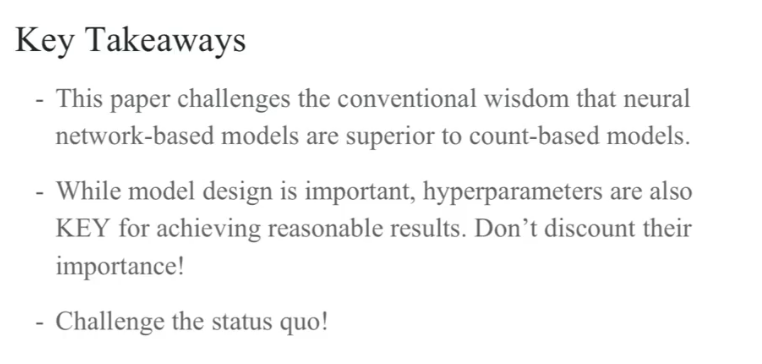 Key Takeaways
- This paper challenges the conventional wisdom that neural
network-based models are superior to count-based models.
- While model design is important, hyperparameters are also
KEY for achieving reasonable results. Don’t discount their
importance!
- Challenge the status quo!